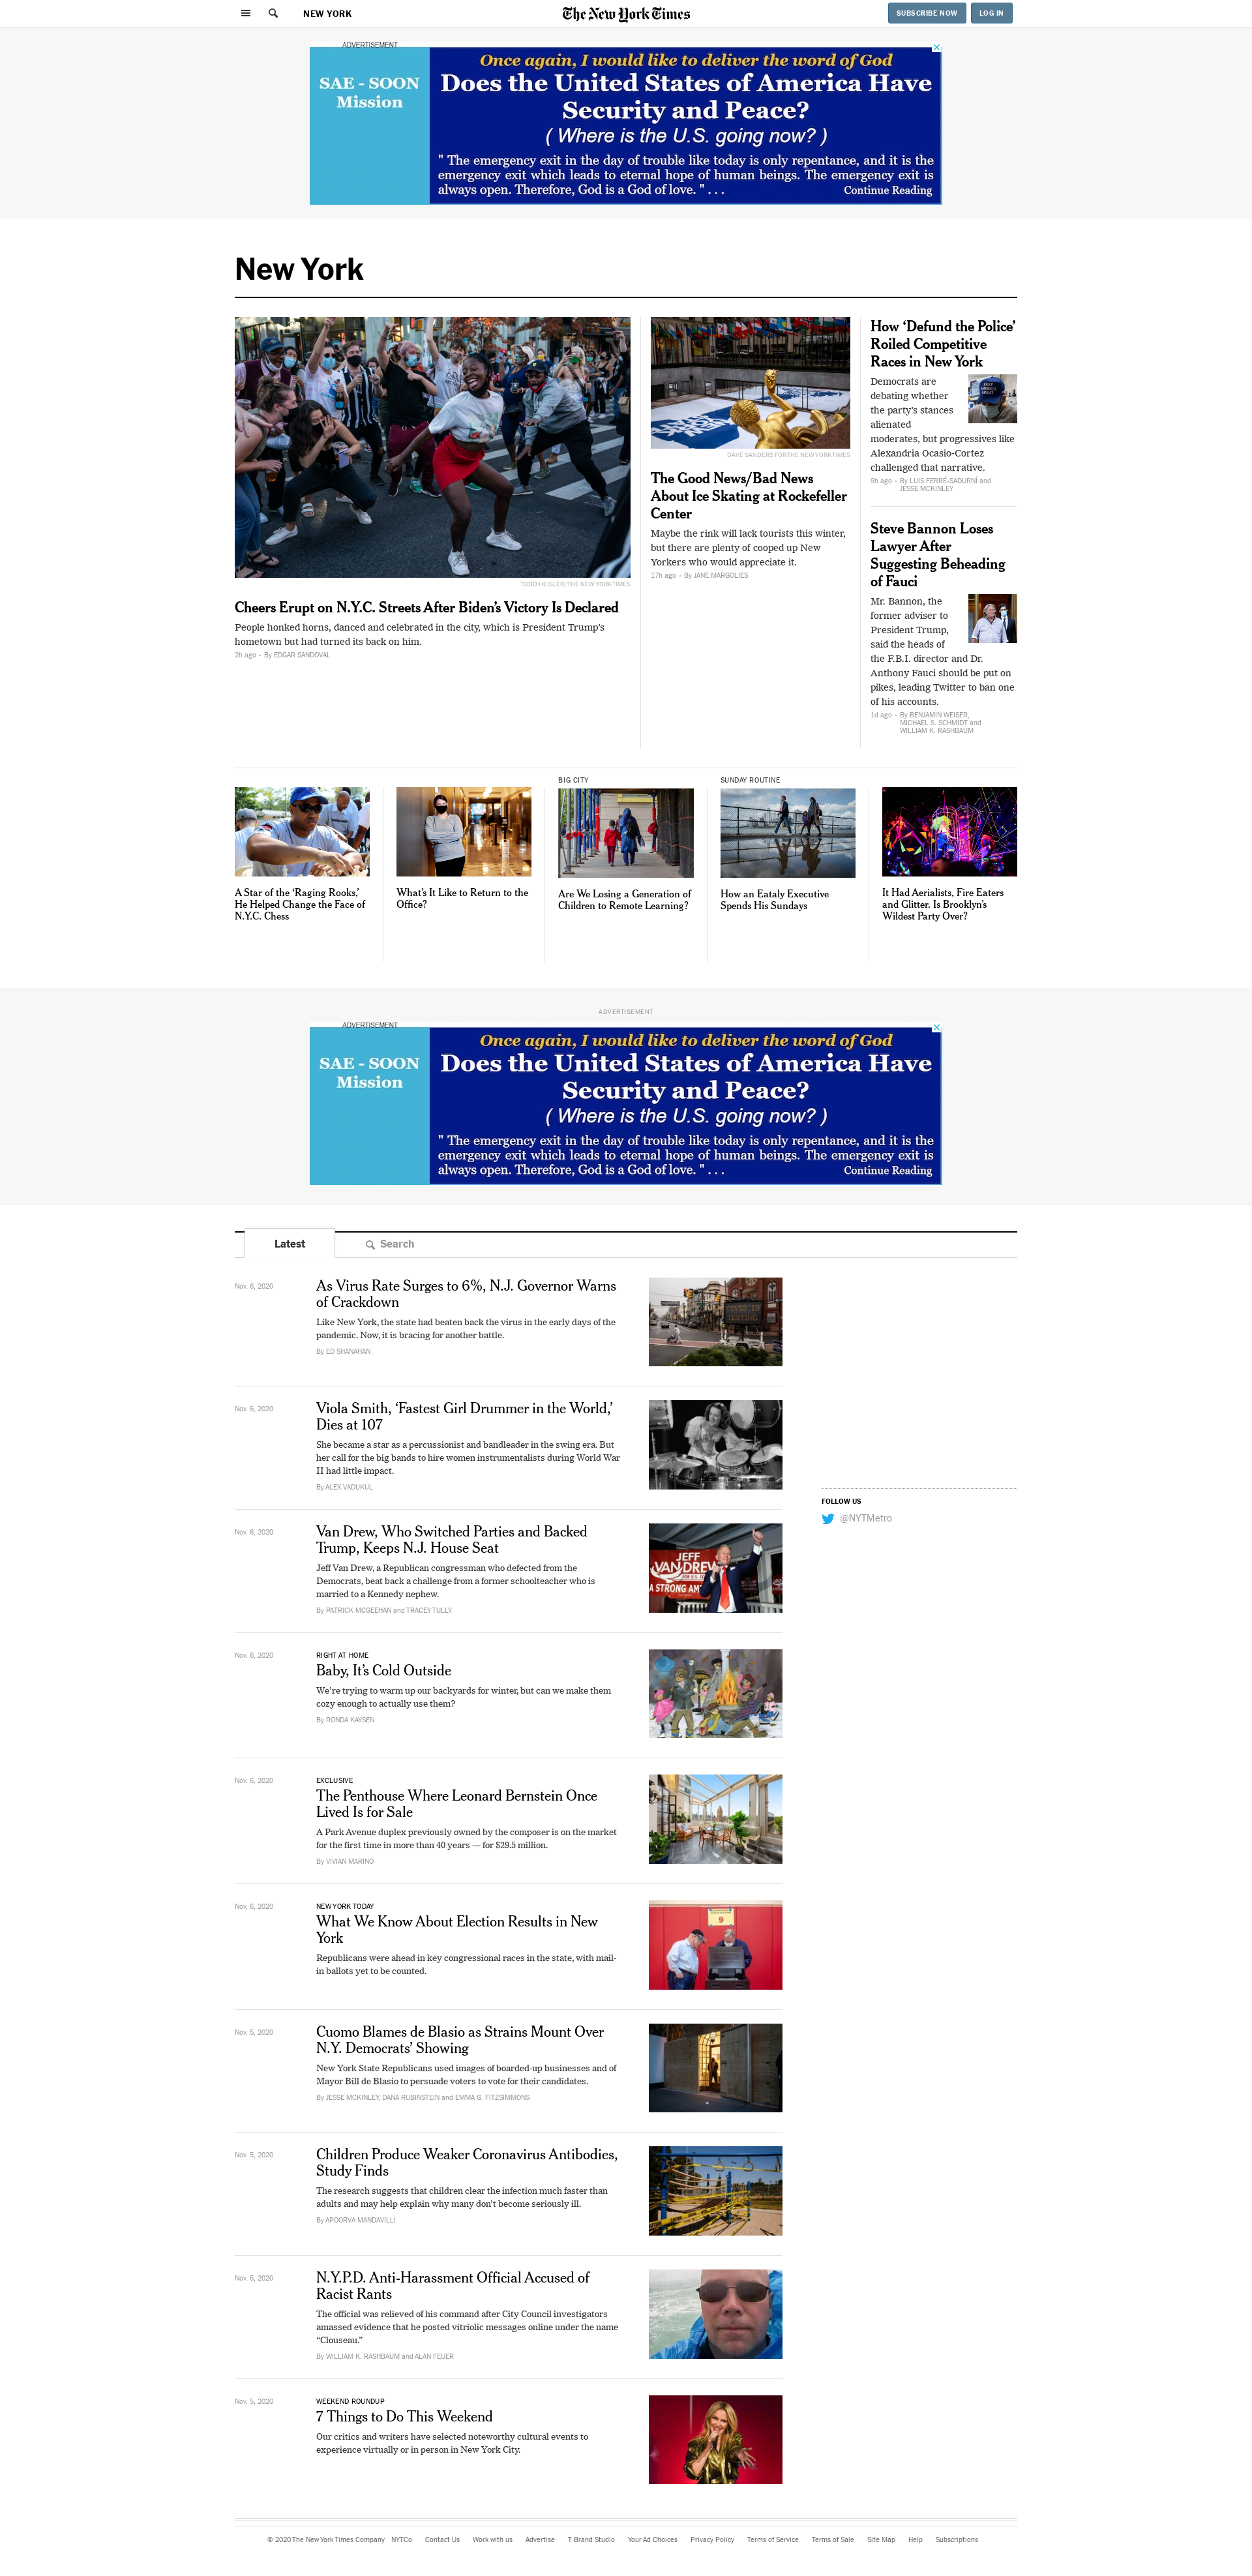 NEW YORK
The New York Times
SUBSCRIBE NOW
LOG IN
ADVERTISEMENT
SAE - SOON
Mission
Once again, I would like to deliver the word of God
Does the United States of America Have
Security and Peace?
( Where is the U.S. going now? )
" The emergency exit in the day of trouble like today is only repentance, and it is the
emergency exit which leads to eternal hope of human beings. The emergency exit is
always open. Therefore, God is a God of love. " . . .
Continue Reading
New York
TODD HEISLER/THE NEW YORK TIMES
Cheers Erupt on N.Y.C. Streets After Biden’s Victory Is Declared
People honked horns, danced and celebrated in the city, which is President Trump’s
hometown but had turned its back on him.
2h ago - By EDGAR SANDOVAL
DAVE SANDERS FOR THE NEW YORK TIMES
The Good News/Bad News
About Ice Skating at Rockefeller
Center
Maybe the rink will lack tourists this winter,
but there are plenty of cooped up New
Yorkers who would appreciate it.
17h ago - By JANE MARGOLIES
How ‘Defund the Police’
Roiled Competitive
Races in New York
Democrats are
debating whether
the party’s stances
alienated
moderates, but progressives like
Alexandria Ocasio-Cortez
challenged that narrative.
9h ago - By LUIS FERRÉ-SADURNÍ and
JESSE MCKINLEY
Steve Bannon Loses
Lawyer After
Suggesting Beheading
of Fauci
Mr. Bannon, the
former adviser to
President Trump,
said the heads of
the F.B.I. director and Dr.
Anthony Fauci should be put on
pikes, leading Twitter to ban one
of his accounts.
1d ago - By BENJAMIN WEISER,
MICHAEL S. SCHMIDT and
WILLIAM K. RASHBAUM
A Star of the ‘Raging Rooks,’
He Helped Change the Face of
N.Y.C. Chess
What’s It Like to Return to the
Office?
BIG CITY
Are We Losing a Generation of
Children to Remote Learning?
SUNDAY ROUTINE
How an Eataly Executive
Spends His Sundays
It Had Aerialists, Fire Eaters
and Glitter. Is Brooklyn’s
Wildest Party Over?
ADVERTISEMENT
ADVERTISEMENT
SAE - SOON
Mission
Once again, I would like to deliver the word of God
Does the United States of America Have
Security and Peace?
( Where is the U.S. going now? )
" The emergency exit in the day of trouble like today is only repentance, and it is the
emergency exit which leads to eternal hope of human beings. The emergency exit is
always open. Therefore, God is a God of love. " . . .
Continue Reading
Latest
Search
Nov. 6, 2020
As Virus Rate Surges to 6%, N.J. Governor Warns
of Crackdown
Like New York, the state had beaten back the virus in the early days of the
pandemic. Now, it is bracing for another battle.
By ED SHANAHAN
COVID 19
TESTING
Nov. 6, 2020
Viola Smith, ‘Fastest Girl Drummer in the World,’
Dies at 107
She became a star as a percussionist and bandleader in the swing era. But
her call for the big bands to hire women instrumentalists during World War
II had little impact.
By ALEX VADUKUL
FOLLOW US
@NYTMetro
Nov. 6, 2020
Van Drew, Who Switched Parties and Backed
Trump, Keeps N.J. House Seat
Jeff Van Drew, a Republican congressman who defected from the
Democrats, beat back a challenge from a former schoolteacher who is
married to a Kennedy nephew.
By PATRICK MCGEEHAN and TRACEY TULLY
JEFF
VAN DREW
A STRONG AM
Nov. 6, 2020
RIGHT AT HOME
Baby, It’s Cold Outside
We’re trying to warm up our backyards for winter, but can we make them
cozy enough to actually use them?
By RONDA KAYSEN
Nov. 6, 2020
EXCLUSIVE
The Penthouse Where Leonard Bernstein Once
Lived Is for Sale
A Park Avenue duplex previously owned by the composer is on the market
for the first time in more than 40 years — for $29.5 million.
By VIVIAN MARINO
Nov. 6, 2020
NEW YORK TODAY
What We Know About Election Results in New
York
Republicans were ahead in key congressional races in the state, with mail-
in ballots yet to be counted.
9
Nov. 5, 2020
Cuomo Blames de Blasio as Strains Mount Over
N.Y. Democrats’ Showing
New York State Republicans used images of boarded-up businesses and of
Mayor Bill de Blasio to persuade voters to vote for their candidates.
By JESSE MCKINLEY, DANA RUBINSTEIN and EMMA G. FITZSIMMONS
Nov. 5, 2020
Children Produce Weaker Coronavirus Antibodies,
Study Finds
The research suggests that children clear the infection much faster than
adults and may help explain why many don’t become seriously ill.
By APOORVA MANDAVILLI
Nov. 5, 2020
N.Y.P.D. Anti-Harassment Official Accused of
Racist Rants
The official was relieved of his command after City Council investigators
amassed evidence that he posted vitriolic messages online under the name
“Clouseau.”
By WILLIAM K. RASHBAUM and ALAN FEUER
Nov. 5, 2020
WEEKEND ROUNDUP
7 Things to Do This Weekend
Our critics and writers have selected noteworthy cultural events to
experience virtually or in person in New York City.
© 2020 The New York Times Company NYTCo Contact Us Work with us Advertise T Brand Studio Your Ad Choices Privacy Policy Terms of Service Terms of Sale Site Map Help Subscriptions